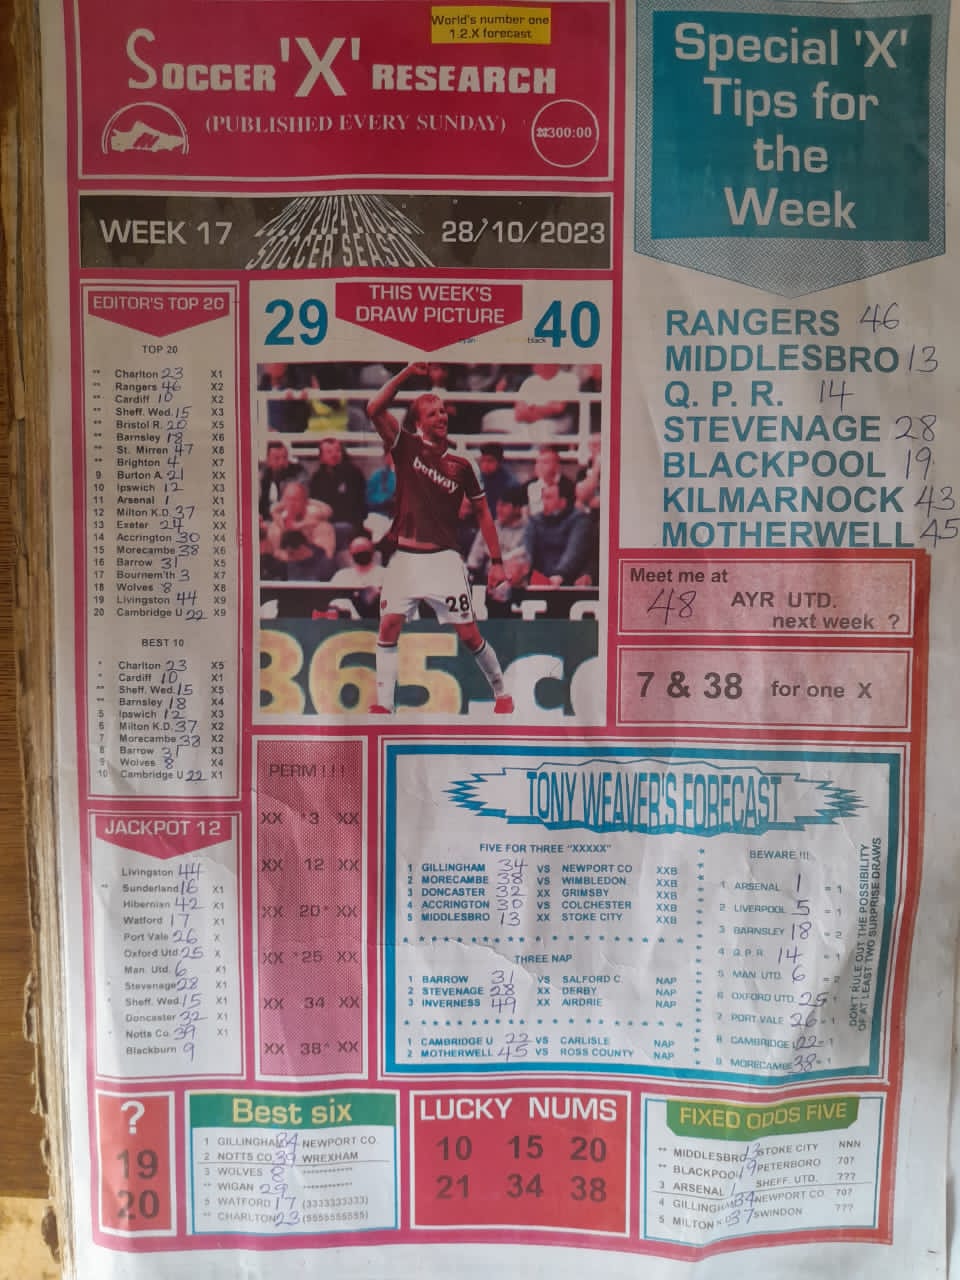 World's number one
1.2.X forecast
SOCCER 'X' RESEARCH
(PUBLISHED EVERY SUNDAY)
₦300:00
WEEK 17
SOCCER SEASON
28/10/2023
Special 'X'
Tips for
the
Week
RANGERS 46
MIDDLESBRO 13
Q. P. R. 14
STEVENAGE 28
BLACKPOOL 19
KILMARNOCK 43
MOTHERWELL 45
Meet me at
48 AYR UTD.
next week ?
7 & 38 for one X
EDITOR'S TOP 20
TOP 20
** Charlton 23 X1
** Rangers 46 X2
** Cardiff 10 X2
** Sheff. Wed. 15 X3
** Bristol R. 20 X5
** Barnsley 18 X6
** St. Mirren 47 X6
** Brighton 4 X7
9 Burton A. 21 XX
10 Ipswich 12 X3
11 Arsenal 1 X1
12 Milton K.D. 37 X4
13 Exeter 24 XX
14 Accrington 30 X4
15 Morecambe 38 X6
16 Barrow 31 X5
17 Bournem'th 3 X7
18 Wolves 8 X8
19 Livingston 44 X9
20 Cambridge U 22 X9
BEST 10
* Charlton 23 X5
* Cardiff 10 X1
** Sheff. Wed. 15 X5
** Barnsley 18 X4
5 Ipswich 12 X3
6 Milton K.D. 37 X2
7 Morecambe 38 X2
8 Barrow 31 X3
9 Wolves 8 X4
10 Cambridge U 22 X1
29
THIS WEEK'S
DRAW PICTURE
40
black
betway
28
365.c
JACKPOT 12
Livingston 44
** Sunderland 16 X1
Hibernian 42 X1
Watford 17 X1
Port Vale 26 X
Oxford Utd 25 X
Man. Utd. 6 X1
* Stevenage 28 X1
* Sheff. Wed. 15 X1
Doncaster 32 X1
* Notts Co. 39 X1
Blackburn 9
PERM ! ! !
XX *3 XX
XX 12 XX
XX 20* XX
XX *25 XX
XX 34 XX
XX 38* XX
TONY WEAVER'S FORECAST
FIVE FOR THREE "XXXXX"
1 GILLINGHAM 34 VS NEWPORT CO XXB
2 MORECAMBE 38 VS WIMBLEDON XXB
3 DONCASTER 32 XX GRIMSBY XXB
4 ACCRINGTON 30 VS COLCHESTER XXB
5 MIDDLESBRO 13 XX STOKE CITY XXB
THREE NAP
1 BARROW 31 VS SALFORD C. NAP
2 STEVENAGE 28 XX DERBY NAP
3 INVERNESS 49 XX AIRDRIE NAP
1 CAMBRIDGE U 22 VS CARLISLE NAP
2 MOTHERWELL 45 VS ROSS COUNTY NAP
BEWARE !!!
1 ARSENAL 1 = 1
2 LIVERPOOL 5 = 1
3 BARNSLEY 18 = 2
4 Q.P.R. 14 = 1
5 MAN UTD. 6 = 2
6 OXFORD UTD. 25 1
7 PORT VALE 26 = 1
8 CAMBRIDGE U 22 = 1
9 MORECAMBE 38 = 1
DON'T RULE OUT THE POSSIBILITY
OF AT LEAST TWO SURPRISE DRAWS
?
19
20
Best six
1 GILLINGHAM 34 NEWPORT CO.
2 NOTTS CO 39 WREXHAM
3 WOLVES 8 ***********
** WIGAN 29 ***********
5 WATFORD 17 (3333333333)
** CHARLTON 23 (5555555555)
LUCKY NUMS
10 15 20
21 34 38
FIXED ODDS FIVE
** MIDDLESBRO 13 STOKE CITY NNN
** BLACKPOOL 19 PETERBORO 70?
3 ARSENAL 1 SHEFF. UTD. ???
4 GILLINGHAM 34 NEWPORT CO 70?
5 MILTON K D 37 SWINDON ???